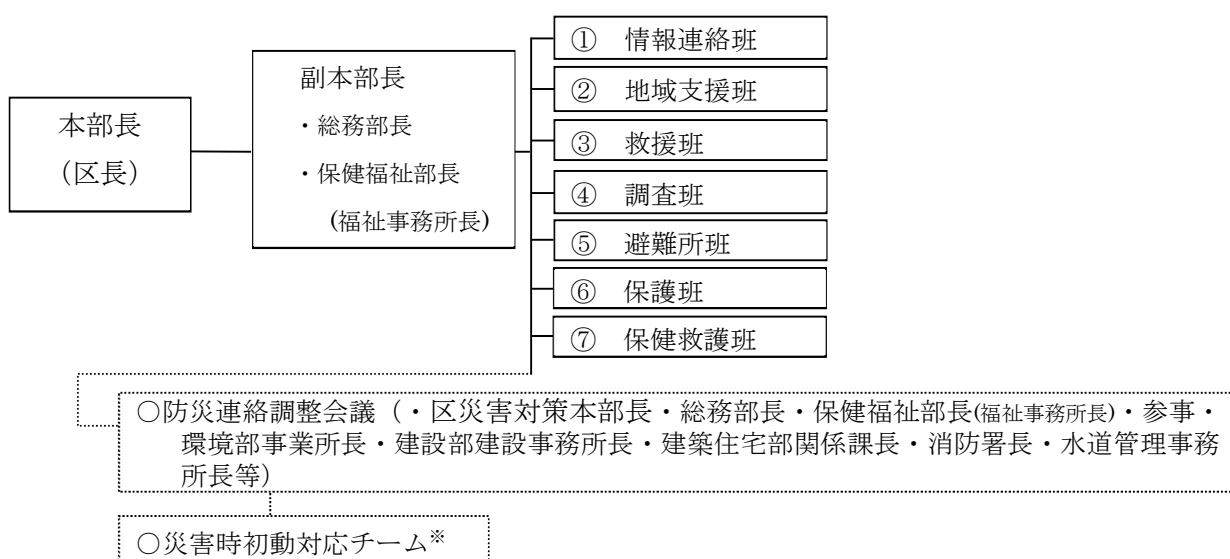 本部長
（区長）
副本部長
・総務部長
・保健福祉部長
(福祉事務所長)
① 情報連絡班
② 地域支援班
③ 救援班
④ 調査班
⑤ 避難所班
⑥ 保護班
⑦ 保健救護班
○防災連絡調整会議（・区災害対策本部長・総務部長・保健福祉部長(福祉事務所長)・参事・
環境部事業所長・建設部建設事務所長・建築住宅部関係課長・消防署長・水道管理事務
所長等）
○災害時初動対応チーム※